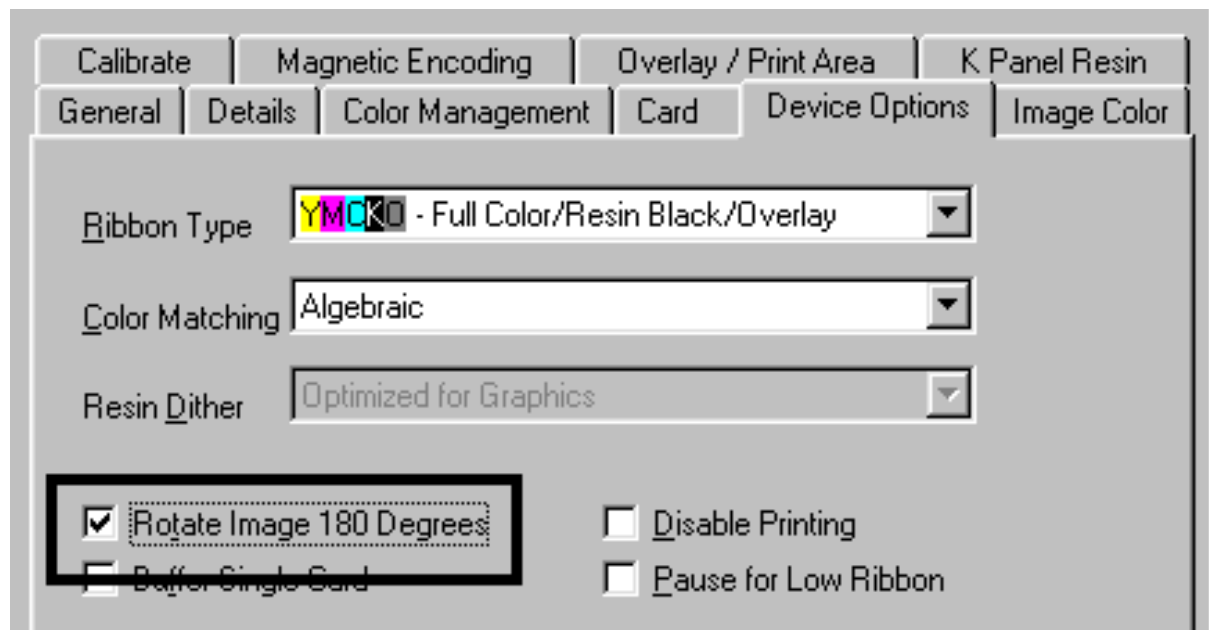 Calibrate Magnetic Encoding Overlay / Print Area K Panel Resin
General Details Color Management Card Device Options Image Color
Ribbon Type YMCKO - Full Color/Resin Black/Overlay
Color Matching Algebraic
Resin Dither Optimized for Graphics
Rotate Image 180 Degrees Disable Printing
Buffer Single Card Pause for Low Ribbon